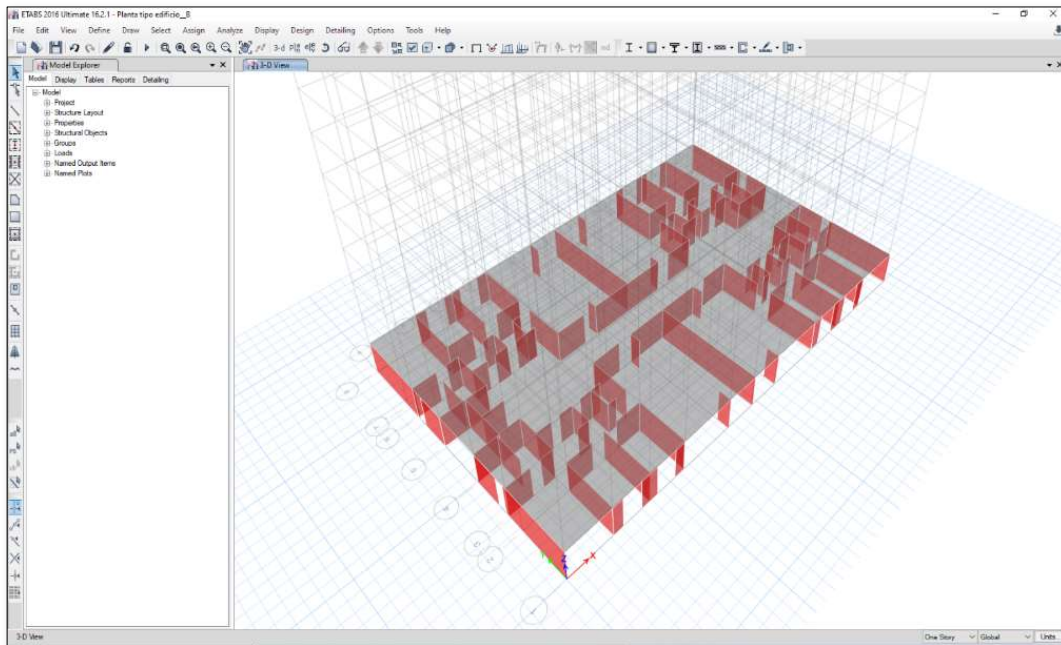 ETABS 2016 Ultimate 16.2.1 - Planta tipo edificio__B
File Edit View Define Draw Select Assign Analyze Display Design Detailing Options Tools Help
3-d
Model Explorer
3-D View
Model Display Tables Reports Detailing
Model
Project
Structure Layout
Properties
Structural Objects
Groups
Loads
Named Output Items
Named Plots
X
Y
Z
3-D View
One Story
Global
Units...